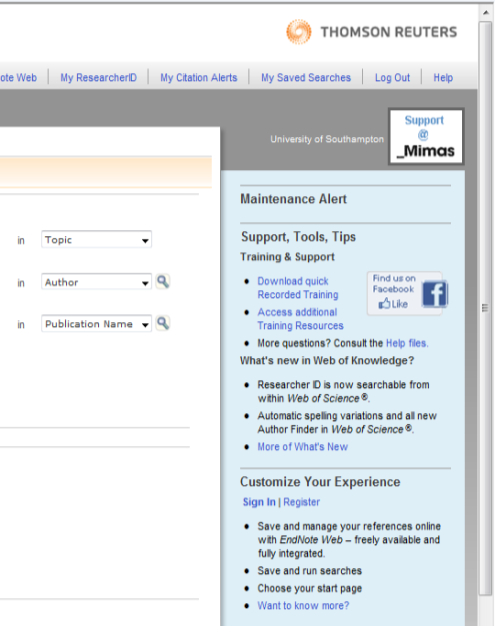 THOMSON REUTERS
ote Web | My ResearcherID | My Citation Alerts | My Saved Searches | Log Out | Help
University of Southampton
Support
@
_Mimas
Maintenance Alert
in Topic
in Author
in Publication Name
Support, Tools, Tips
Training & Support
Download quick
Recorded Training
Access additional
Training Resources
Find us on
Facebook
Like
f
More questions? Consult the Help files.
What's new in Web of Knowledge?
Researcher ID is now searchable from
within Web of Science®.
Automatic spelling variations and all new
Author Finder in Web of Science®.
More of What's New
Customize Your Experience
Sign In | Register
Save and manage your references online
with EndNote Web – freely available and
fully integrated.
Save and run searches
Choose your start page
Want to know more?